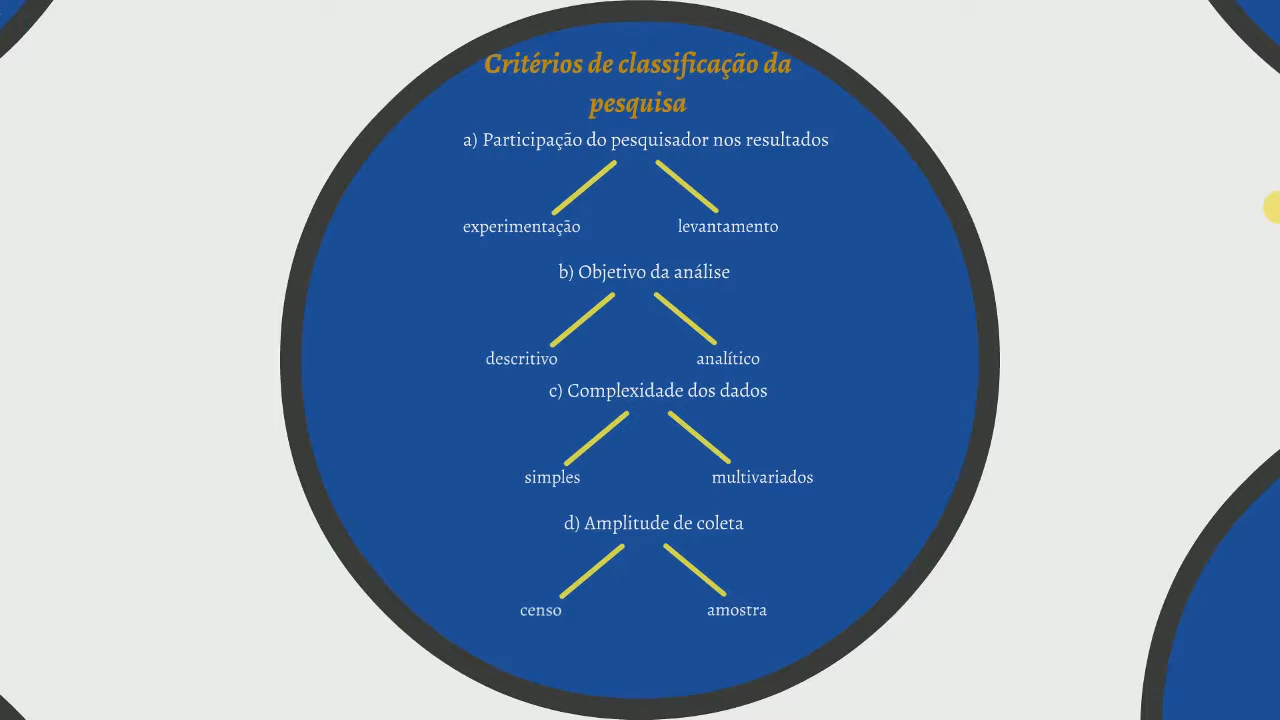 Critérios de classificação da
pesquisa
a) Participação do pesquisador nos resultados
experimentação levantamento
b) Objetivo da análise
descritivo analítico
c) Complexidade dos dados
simples multivariados
d) Amplitude de coleta
censo amostra